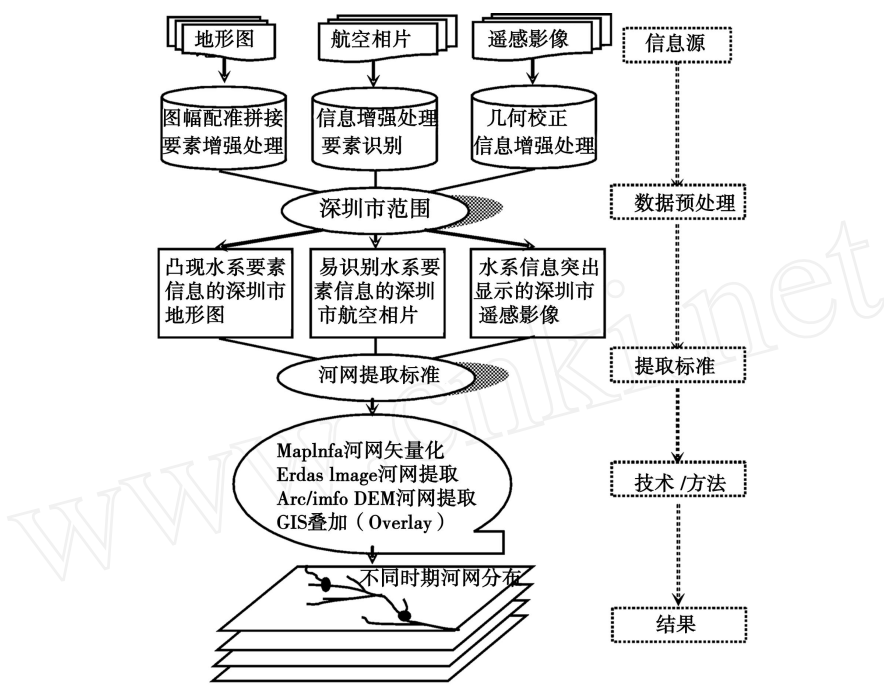 地形图
航空相片
遥感影像
信息源
图幅配准拼接
要素增强处理
信息增强处理
要素识别
几何校正
信息增强处理
深圳市范围
数据预处理
凸现水系要素
信息的深圳市
地形图
易识别水系要
素信息的深圳
市航空相片
水系信息突出
显示的深圳市
遥感影像
河网提取标准
提取标准
MaplNfa河网矢量化
Erdas lmage河网提取
Arc/imfo DEM河网提取
GIS叠加（Overlay）
技术 /方法
不同时期河网分布
结果
www.cnki.net